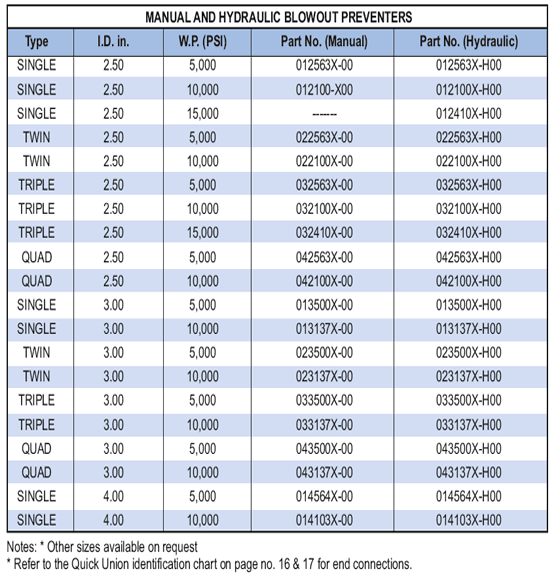 MANUAL AND HYDRAULIC BLOWOUT PREVENTERS
Type I.D. in. W.P. (PSI) Part No. (Manual) Part No. (Hydraulic)
SINGLE 2.50 5,000 012563X-00 012563X-H00
SINGLE 2.50 10,000 012100-X00 012100X-H00
SINGLE 2.50 15,000 ------- 012410X-H00
TWIN 2.50 5,000 022563X-00 022563X-H00
TWIN 2.50 10,000 022100X-00 022100X-H00
TRIPLE 2.50 5,000 032563X-00 032563X-H00
TRIPLE 2.50 10,000 032100X-00 032100X-H00
TRIPLE 2.50 15,000 032410X-00 032410X-H00
QUAD 2.50 5,000 042563X-00 042563X-H00
QUAD 2.50 10,000 042100X-00 042100X-H00
SINGLE 3.00 5,000 013500X-00 013500X-H00
SINGLE 3.00 10,000 013137X-00 013137X-H00
TWIN 3.00 5,000 023500X-00 023500X-H00
TWIN 3.00 10,000 023137X-00 023137X-H00
TRIPLE 3.00 5,000 033500X-00 033500X-H00
TRIPLE 3.00 10,000 033137X-00 033137X-H00
QUAD 3.00 5,000 043500X-00 043500X-H00
QUAD 3.00 10,000 043137X-00 043137X-H00
SINGLE 4.00 5,000 014564X-00 014564X-H00
SINGLE 4.00 10,000 014103X-00 014103X-H00
Notes: * Other sizes available on request
* Refer to the Quick Union identification chart on page no. 16 & 17 for end connections.